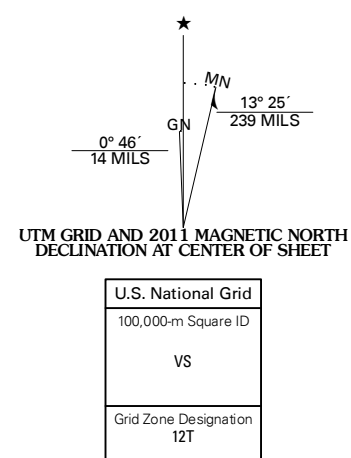 ★
MN
GN
13° 25´
239 MILS
0° 46´
14 MILS
UTM GRID AND 2011 MAGNETIC NORTH
DECLINATION AT CENTER OF SHEET
U.S. National Grid
100,000-m Square ID
VS
Grid Zone Designation
12T